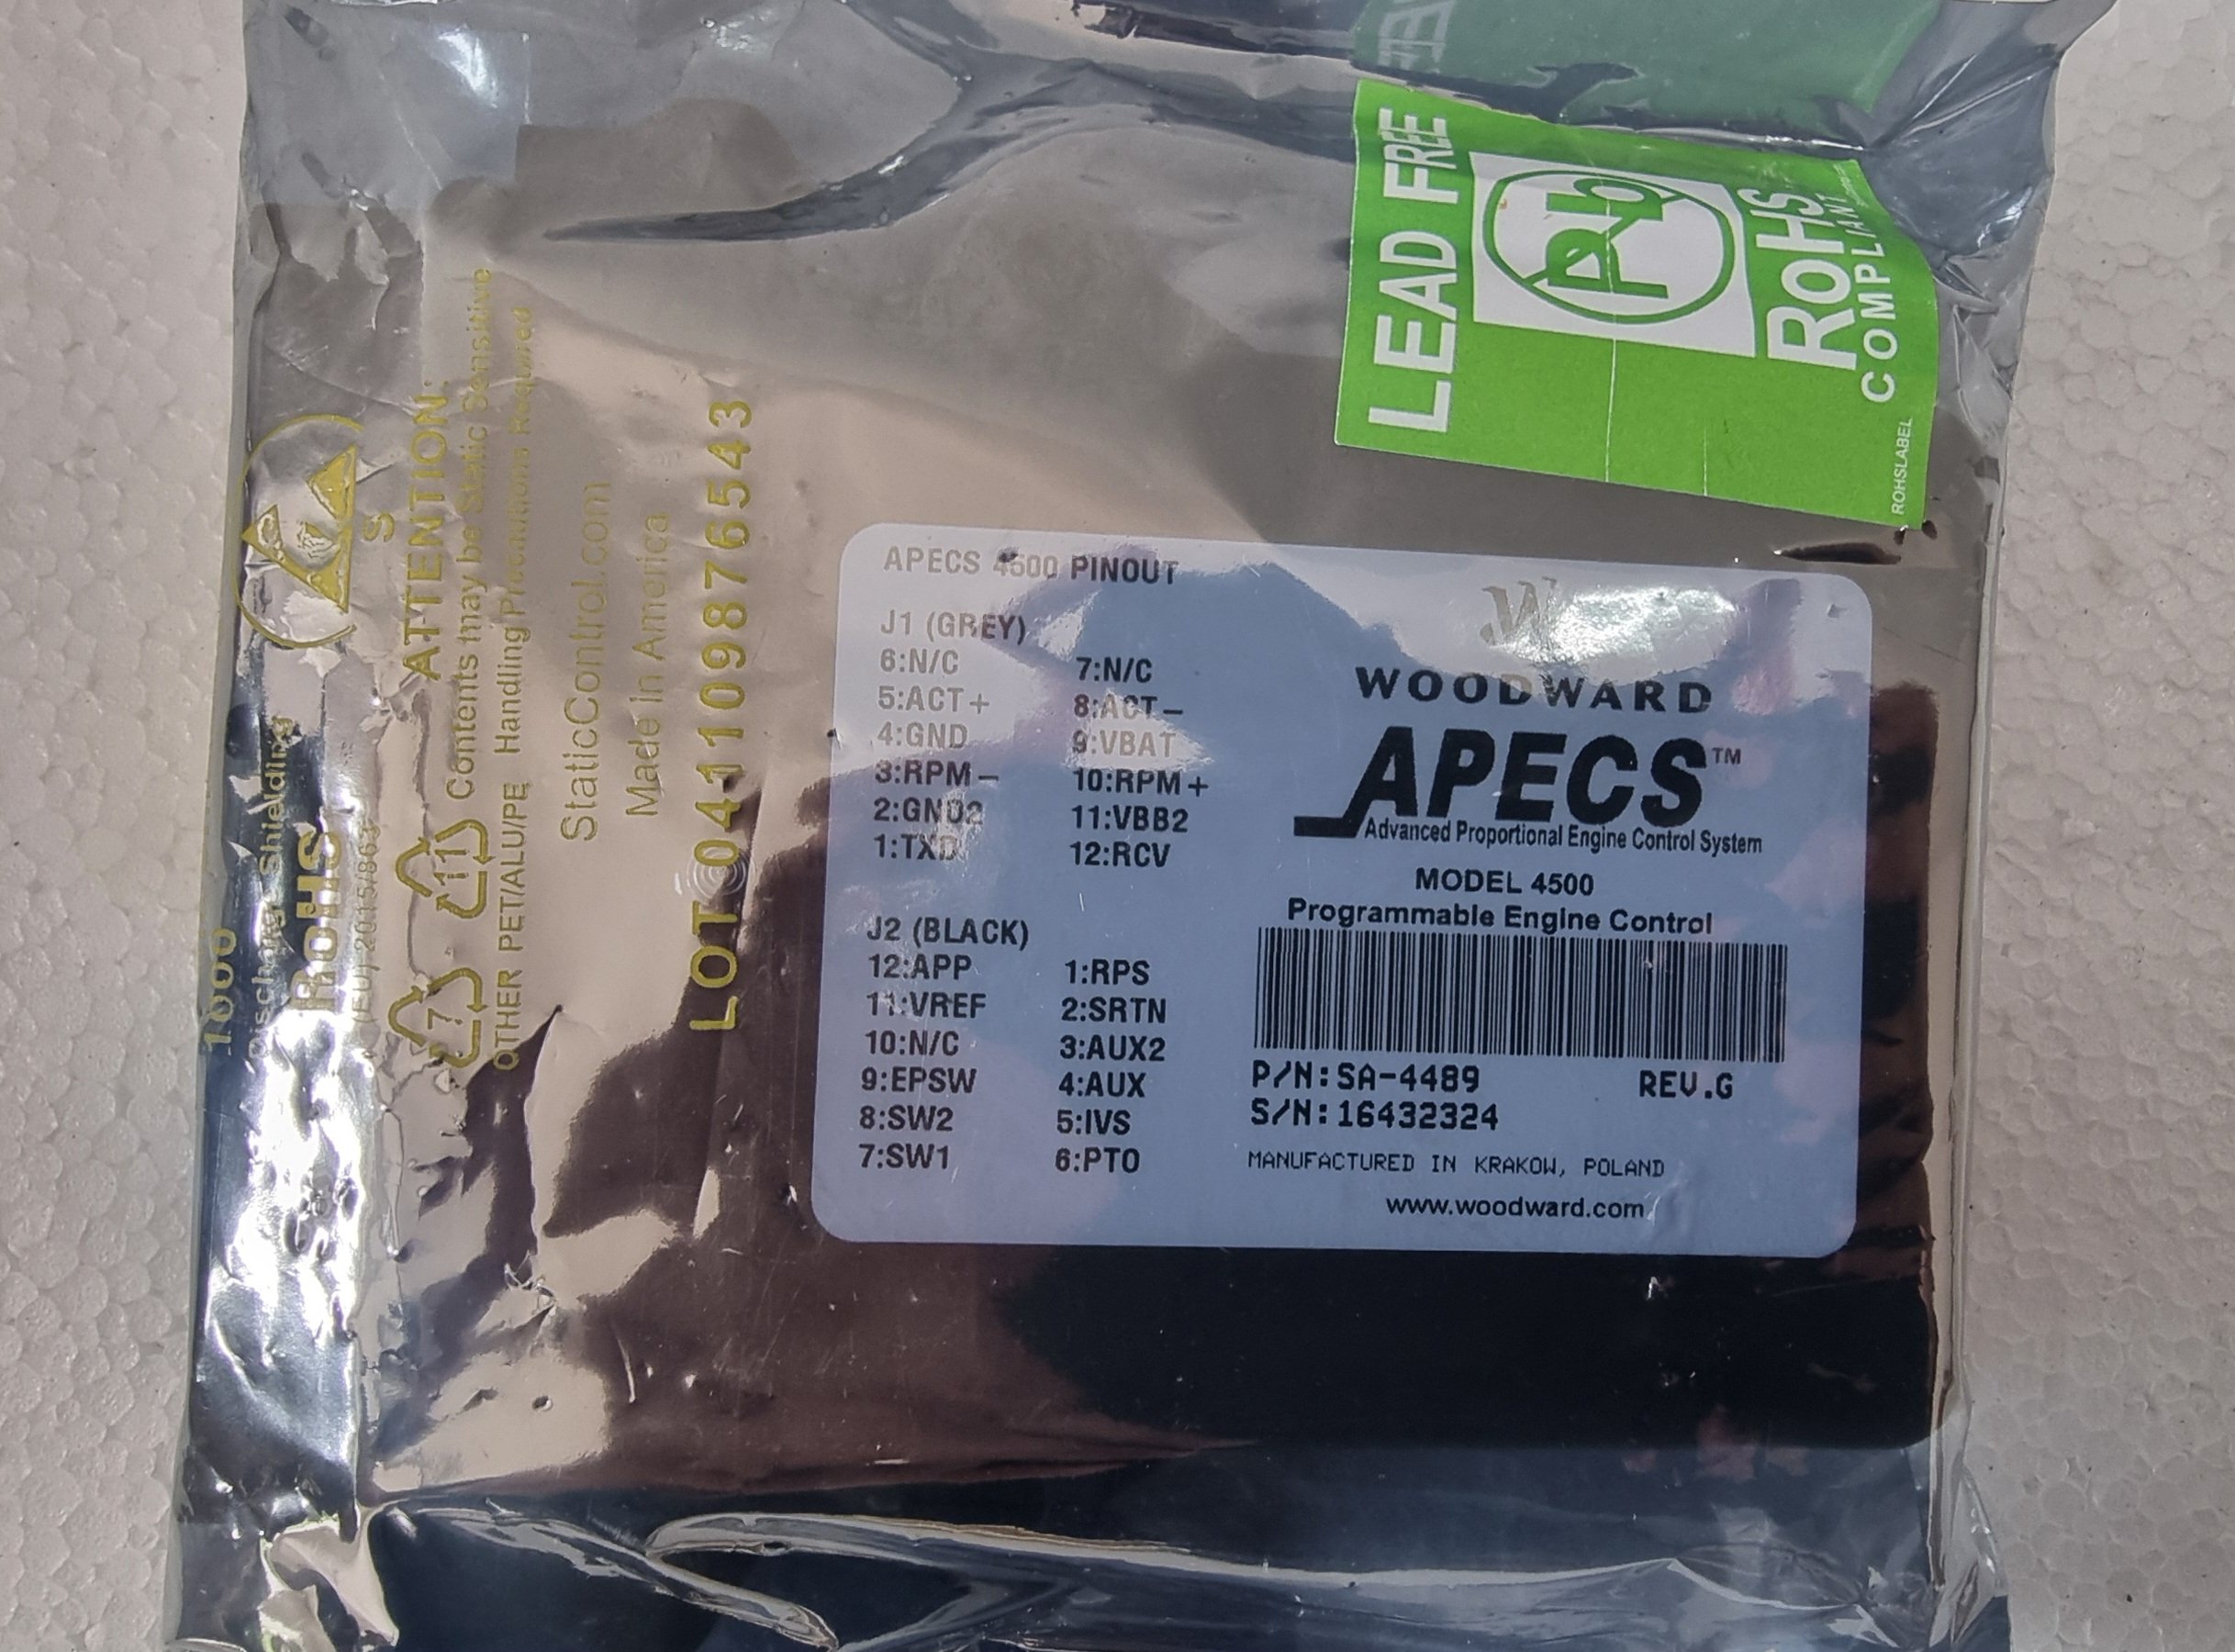 LEAD FREE
Pb
RoHS
COMPLIANT
ROHSLABEL
ATTENTION:
Contents may be Static Sensitive
Handling Precautions Required
StaticControl.com
Made in America
LOT 041109876543
S
1000
Discharge Shielding
RoHS
(EU) 2015/863
7
11
OTHER PET/ALU/PE
APECS 4500 PINOUT
J1 (GREY)
6:N/C 7:N/C
5:ACT+ 8:ACT-
4:GND 9:VBAT
3:RPM- 10:RPM+
2:GND2 11:VBB2
1:TXD 12:RCV
J2 (BLACK)
12:APP 1:RPS
11:VREF 2:SRTN
10:N/C 3:AUX2
9:EPSW 4:AUX
8:SW2 5:IVS
7:SW1 6:PTO
W
WOODWARD
APECS™
Advanced Proportional Engine Control System
MODEL 4500
Programmable Engine Control
P/N:SA-4489 REV.G
S/N:16432324
MANUFACTURED IN KRAKOW, POLAND
www.woodward.com